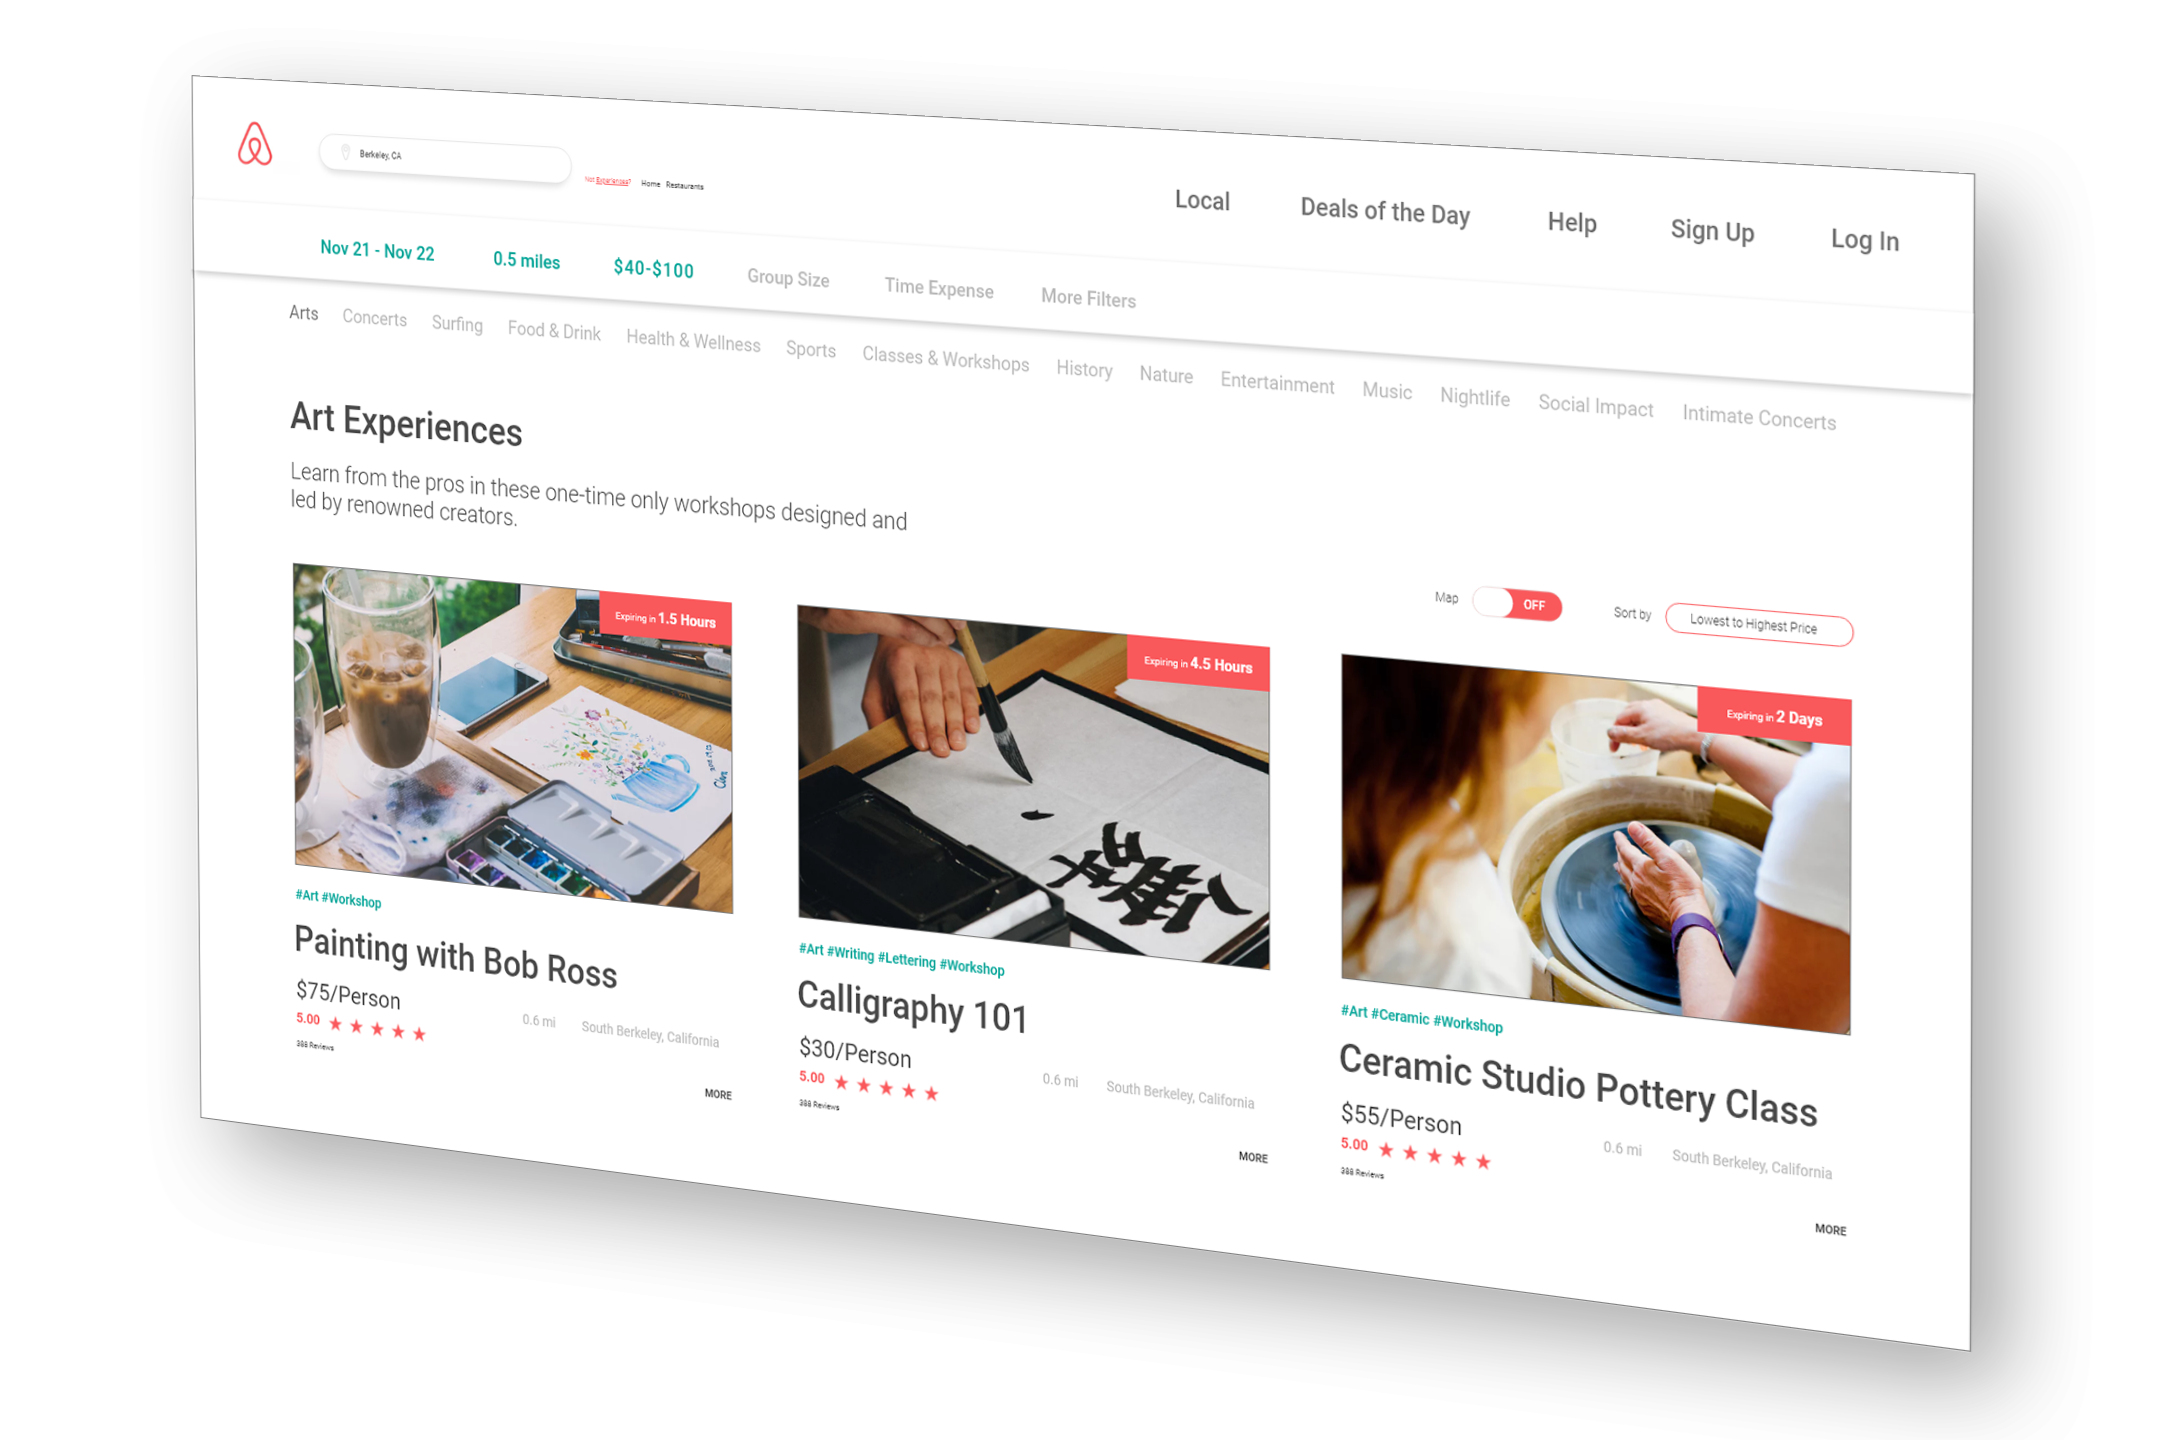 Berkeley, CA
Not Experiences? Home Restaurants
Local Deals of the Day Help Sign Up Log In
Nov 21 - Nov 22 0.5 miles $40-$100 Group Size Time Expense More Filters
Arts Concerts Surfing Food & Drink Health & Wellness Sports Classes & Workshops History Nature Entertainment Music Nightlife Social Impact Intimate Concerts
Art Experiences
Learn from the pros in these one-time only workshops designed and
led by renowned creators.
Map OFF Sort by Lowest to Highest Price
Expiring in 1.5 Hours
#Art #Workshop
Painting with Bob Ross
$75/Person
5.00
0.6 mi South Berkeley, California
388 Reviews
MORE
Expiring in 4.5 Hours
#Art #Writing #Lettering #Workshop
Calligraphy 101
$30/Person
5.00
0.6 mi South Berkeley, California
388 Reviews
MORE
Expiring in 2 Days
#Art #Ceramic #Workshop
Ceramic Studio Pottery Class
$55/Person
5.00
0.6 mi South Berkeley, California
388 Reviews
MORE